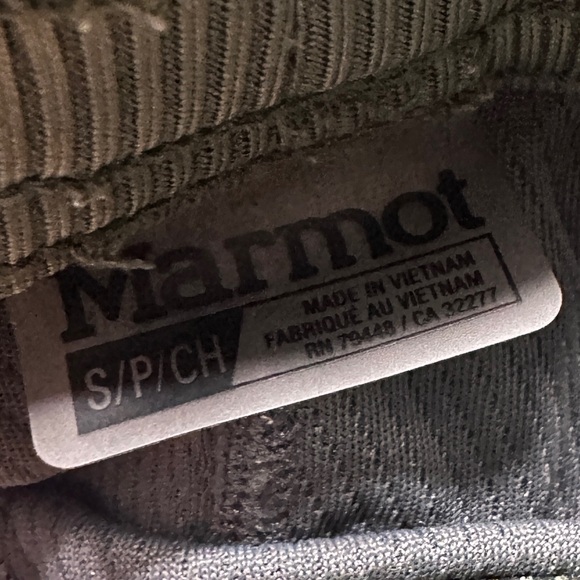 Marmot
S/P/CH
MADE IN VIETNAM
FABRIQUÉ AU VIETNAM
RN 79448 / CA 32277